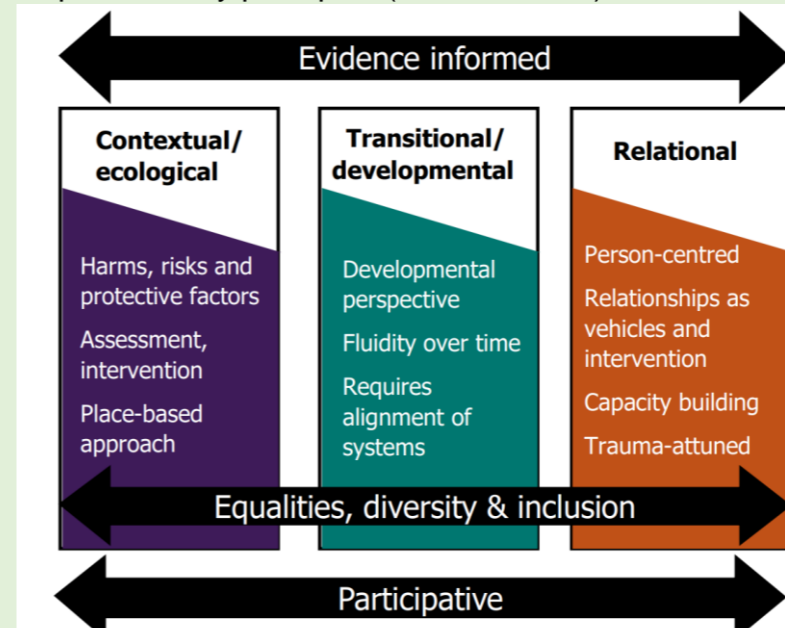 Evidence informed
Contextual/
ecological
Harms, risks and
protective factors
Assessment,
intervention
Place-based
approach
Transitional/
developmental
Developmental
perspective
Fluidity over time
Requires
alignment of
systems
Relational
Person-centred
Relationships as
vehicles and
intervention
Capacity building
Trauma-attuned
Equalities, diversity & inclusion
Participative